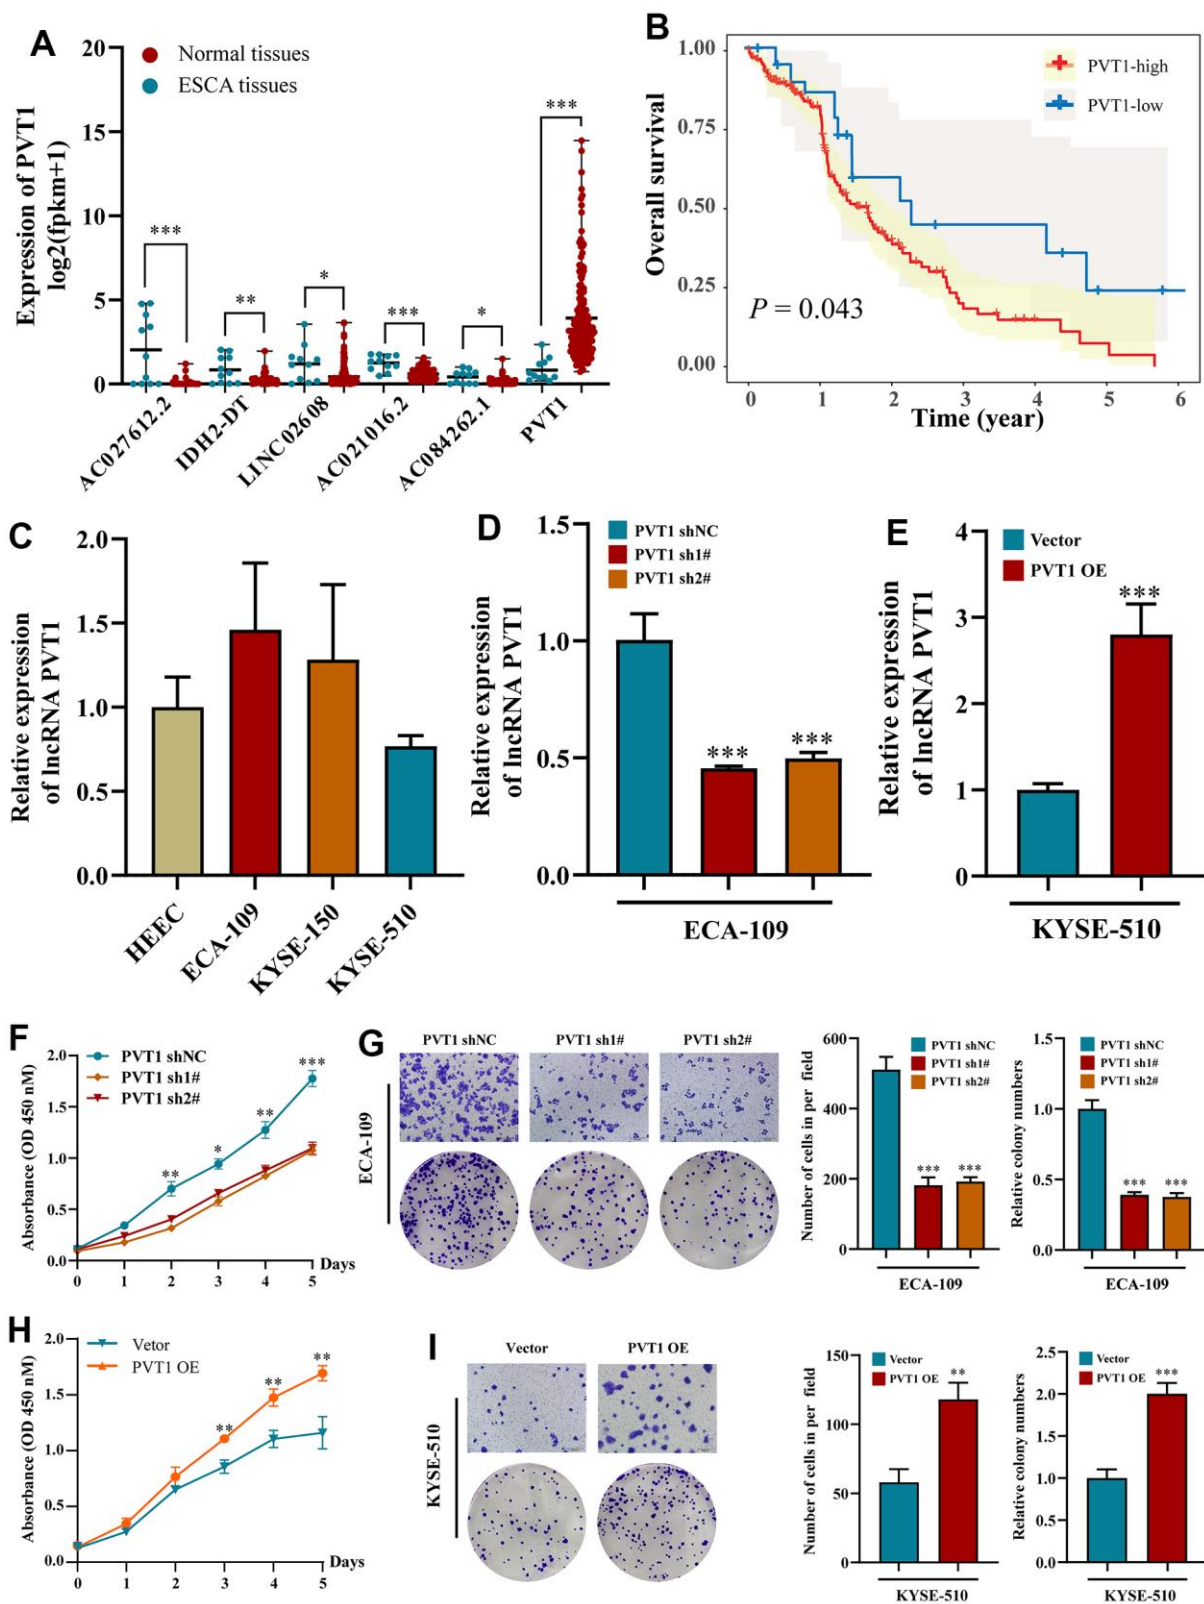 A
20
15
10
5
0
Expression of PVT1
log2(fpkm+1)
Normal tissues
ESCA tissues
***
**
*
***
*
***
AC027612.2
IDH2-DT
LINC02608
AC021016.2
AC084262.1
PVT1
B
1.00
0.75
0.50
0.25
0.00
Overall survival
PVT1-high
PVT1-low
P = 0.043
0 1 2 3 4 5 6
Time (year)
C
2.0
1.5
1.0
0.5
0.0
Relative expression
of lncRNA PVT1
HEEC
ECA-109
KYSE-150
KYSE-510
D
1.5
1.0
0.5
0.0
Relative expression
of lncRNA PVT1
PVT1 shNC
PVT1 sh1#
PVT1 sh2#
***
***
ECA-109
E
4
3
2
1
0
Relative expression
of lncRNA PVT1
Vector
PVT1 OE
***
KYSE-510
F
2.0
1.5
1.0
0.5
0.0
Absorbance (OD 450 nM)
PVT1 shNC
PVT1 sh1#
PVT1 sh2#
**
*
**
***
0 1 2 3 4 5
Days
G
PVT1 shNC PVT1 sh1# PVT1 sh2#
ECA-109
600
400
200
0
Number of cells in per field
PVT1 shNC
PVT1 sh1#
PVT1 sh2#
***
***
ECA-109
1.5
1.0
0.5
0.0
Relative colony numbers
PVT1 shNC
PVT1 sh1#
PVT1 sh2#
***
***
ECA-109
H
2.0
1.5
1.0
0.5
0.0
Absorbance (OD 450 nM)
Vetor
PVT1 OE
**
**
**
0 1 2 3 4 5
Days
I
Vector PVT1 OE
KYSE-510
150
100
50
0
Number of cells in per field
Vector
PVT1 OE
**
KYSE-510
2.5
2.0
1.5
1.0
0.5
0.0
Relative colony numbers
Vector
PVT1 OE
***
KYSE-510